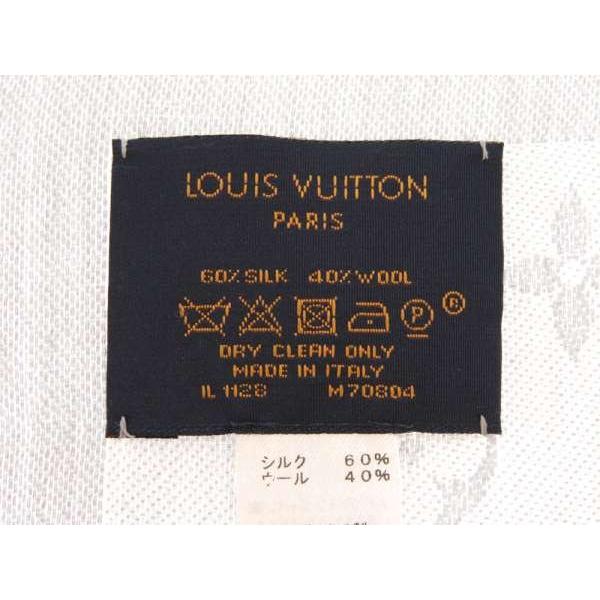 LOUIS VUITTON
PARIS
60% SILK 40% WOOL
P ®
DRY CLEAN ONLY
MADE IN ITALY
IL 1128 M70804
シルク 60%
ウール 40%